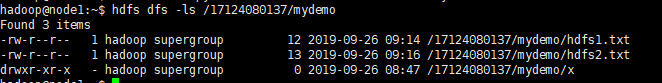 hadoop@node1:~$ hdfs dfs -ls /17124080137/mydemo
Found 3 items
-rw-r--r--   1 hadoop supergroup         12 2019-09-26 09:14 /17124080137/mydemo/hdfs1.txt
-rw-r--r--   1 hadoop supergroup         13 2019-09-26 09:16 /17124080137/mydemo/hdfs2.txt
drwxr-xr-x   - hadoop supergroup          0 2019-09-26 08:47 /17124080137/mydemo/x